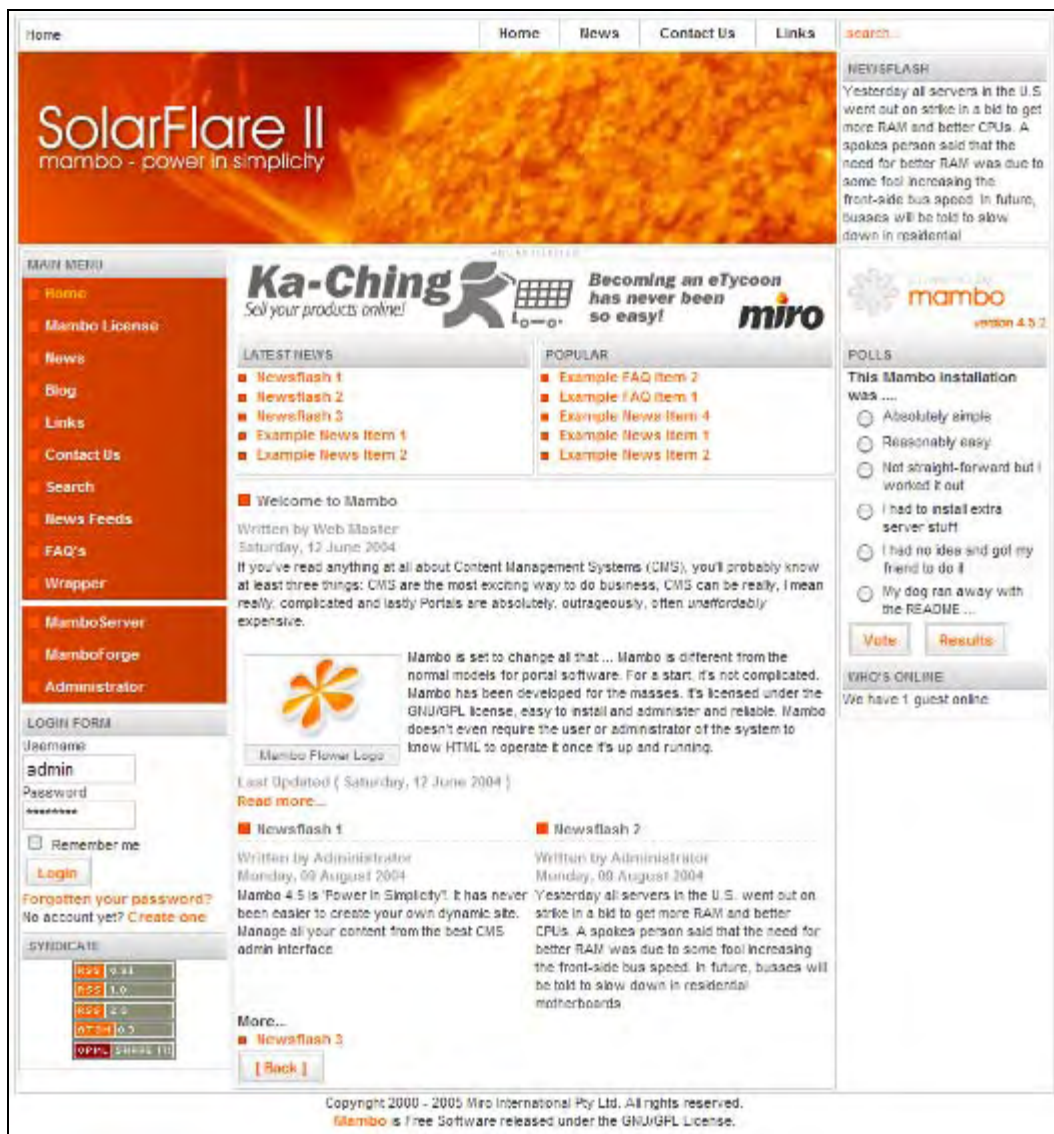 Home
Home News Contact Us Links
search...
SolarFlare II
mambo - power in simplicity
NEWSFLASH
Yesterday all servers in the U.S.
went out on strike in a bid to get
more RAM and better CPUs. A
spokes person said that the
need for better RAM was due to
some fool increasing the
front-side bus speed. In future,
busses will be told to slow
down in residential
MAIN MENU
Home
Mambo License
News
Blog
Links
Contact Us
Search
News Feeds
FAQ's
Wrapper
MamboServer
MamboForge
Administrator
LOGIN FORM
Username
admin
Password
********
Remember me
Login
Forgotten your password?
No account yet? Create one
SYNDICATE
RSS 0.91
RSS 1.0
RSS 2.0
ATOM 0.3
OPML SHARE IT!
ADVERTISEMENT
Ka-Ching
Sell your products online!
Becoming an eTycoon
has never been
so easy!
miro
LATEST NEWS
Newsflash 1
Newsflash 2
Newsflash 3
Example News Item 1
Example News Item 2
POPULAR
Example FAQ Item 2
Example FAQ Item 1
Example News Item 4
Example News Item 1
Example News Item 2
Welcome to Mambo
Written by Web Master
Saturday, 12 June 2004
If you've read anything at all about Content Management Systems (CMS), you'll probably know
at least three things: CMS are the most exciting way to do business, CMS can be really, I mean
really, complicated and lastly Portals are absolutely, outrageously, often unaffordably
expensive.
Mambo Flower Logo
Mambo is set to change all that ... Mambo is different from the
normal models for portal software. For a start, it's not complicated.
Mambo has been developed for the masses. It's licensed under the
GNU/GPL license, easy to install and administer and reliable. Mambo
doesn't even require the user or administrator of the system to
know HTML to operate it once it's up and running.
Last Updated ( Saturday, 12 June 2004 )
Read more...
Newsflash 1
Written by Administrator
Monday, 09 August 2004
Mambo 4.5 is 'Power in Simplicity'!. It has never
been easier to create your own dynamic site.
Manage all your content from the best CMS
admin interface
Newsflash 2
Written by Administrator
Monday, 09 August 2004
Yesterday all servers in the U.S. went out on
strike in a bid to get more RAM and better
CPUs. A spokes person said that the need for
better RAM was due to some fool increasing
the front-side bus speed. In future, busses will
be told to slow down in residential
motherboards.
More...
Newsflash 3
[ Back ]
mambo
version 4.5.2
POLLS
This Mambo installation
was ....
Absolutely simple
Reasonably easy
Not straight-forward but I
worked it out
I had to install extra
server stuff
I had no idea and got my
friend to do it
My dog ran away with
the README ...
Vote Results
WHO'S ONLINE
We have 1 guest online
Copyright 2000 - 2005 Miro International Pty Ltd. All rights reserved.
Mambo is Free Software released under the GNU/GPL License.